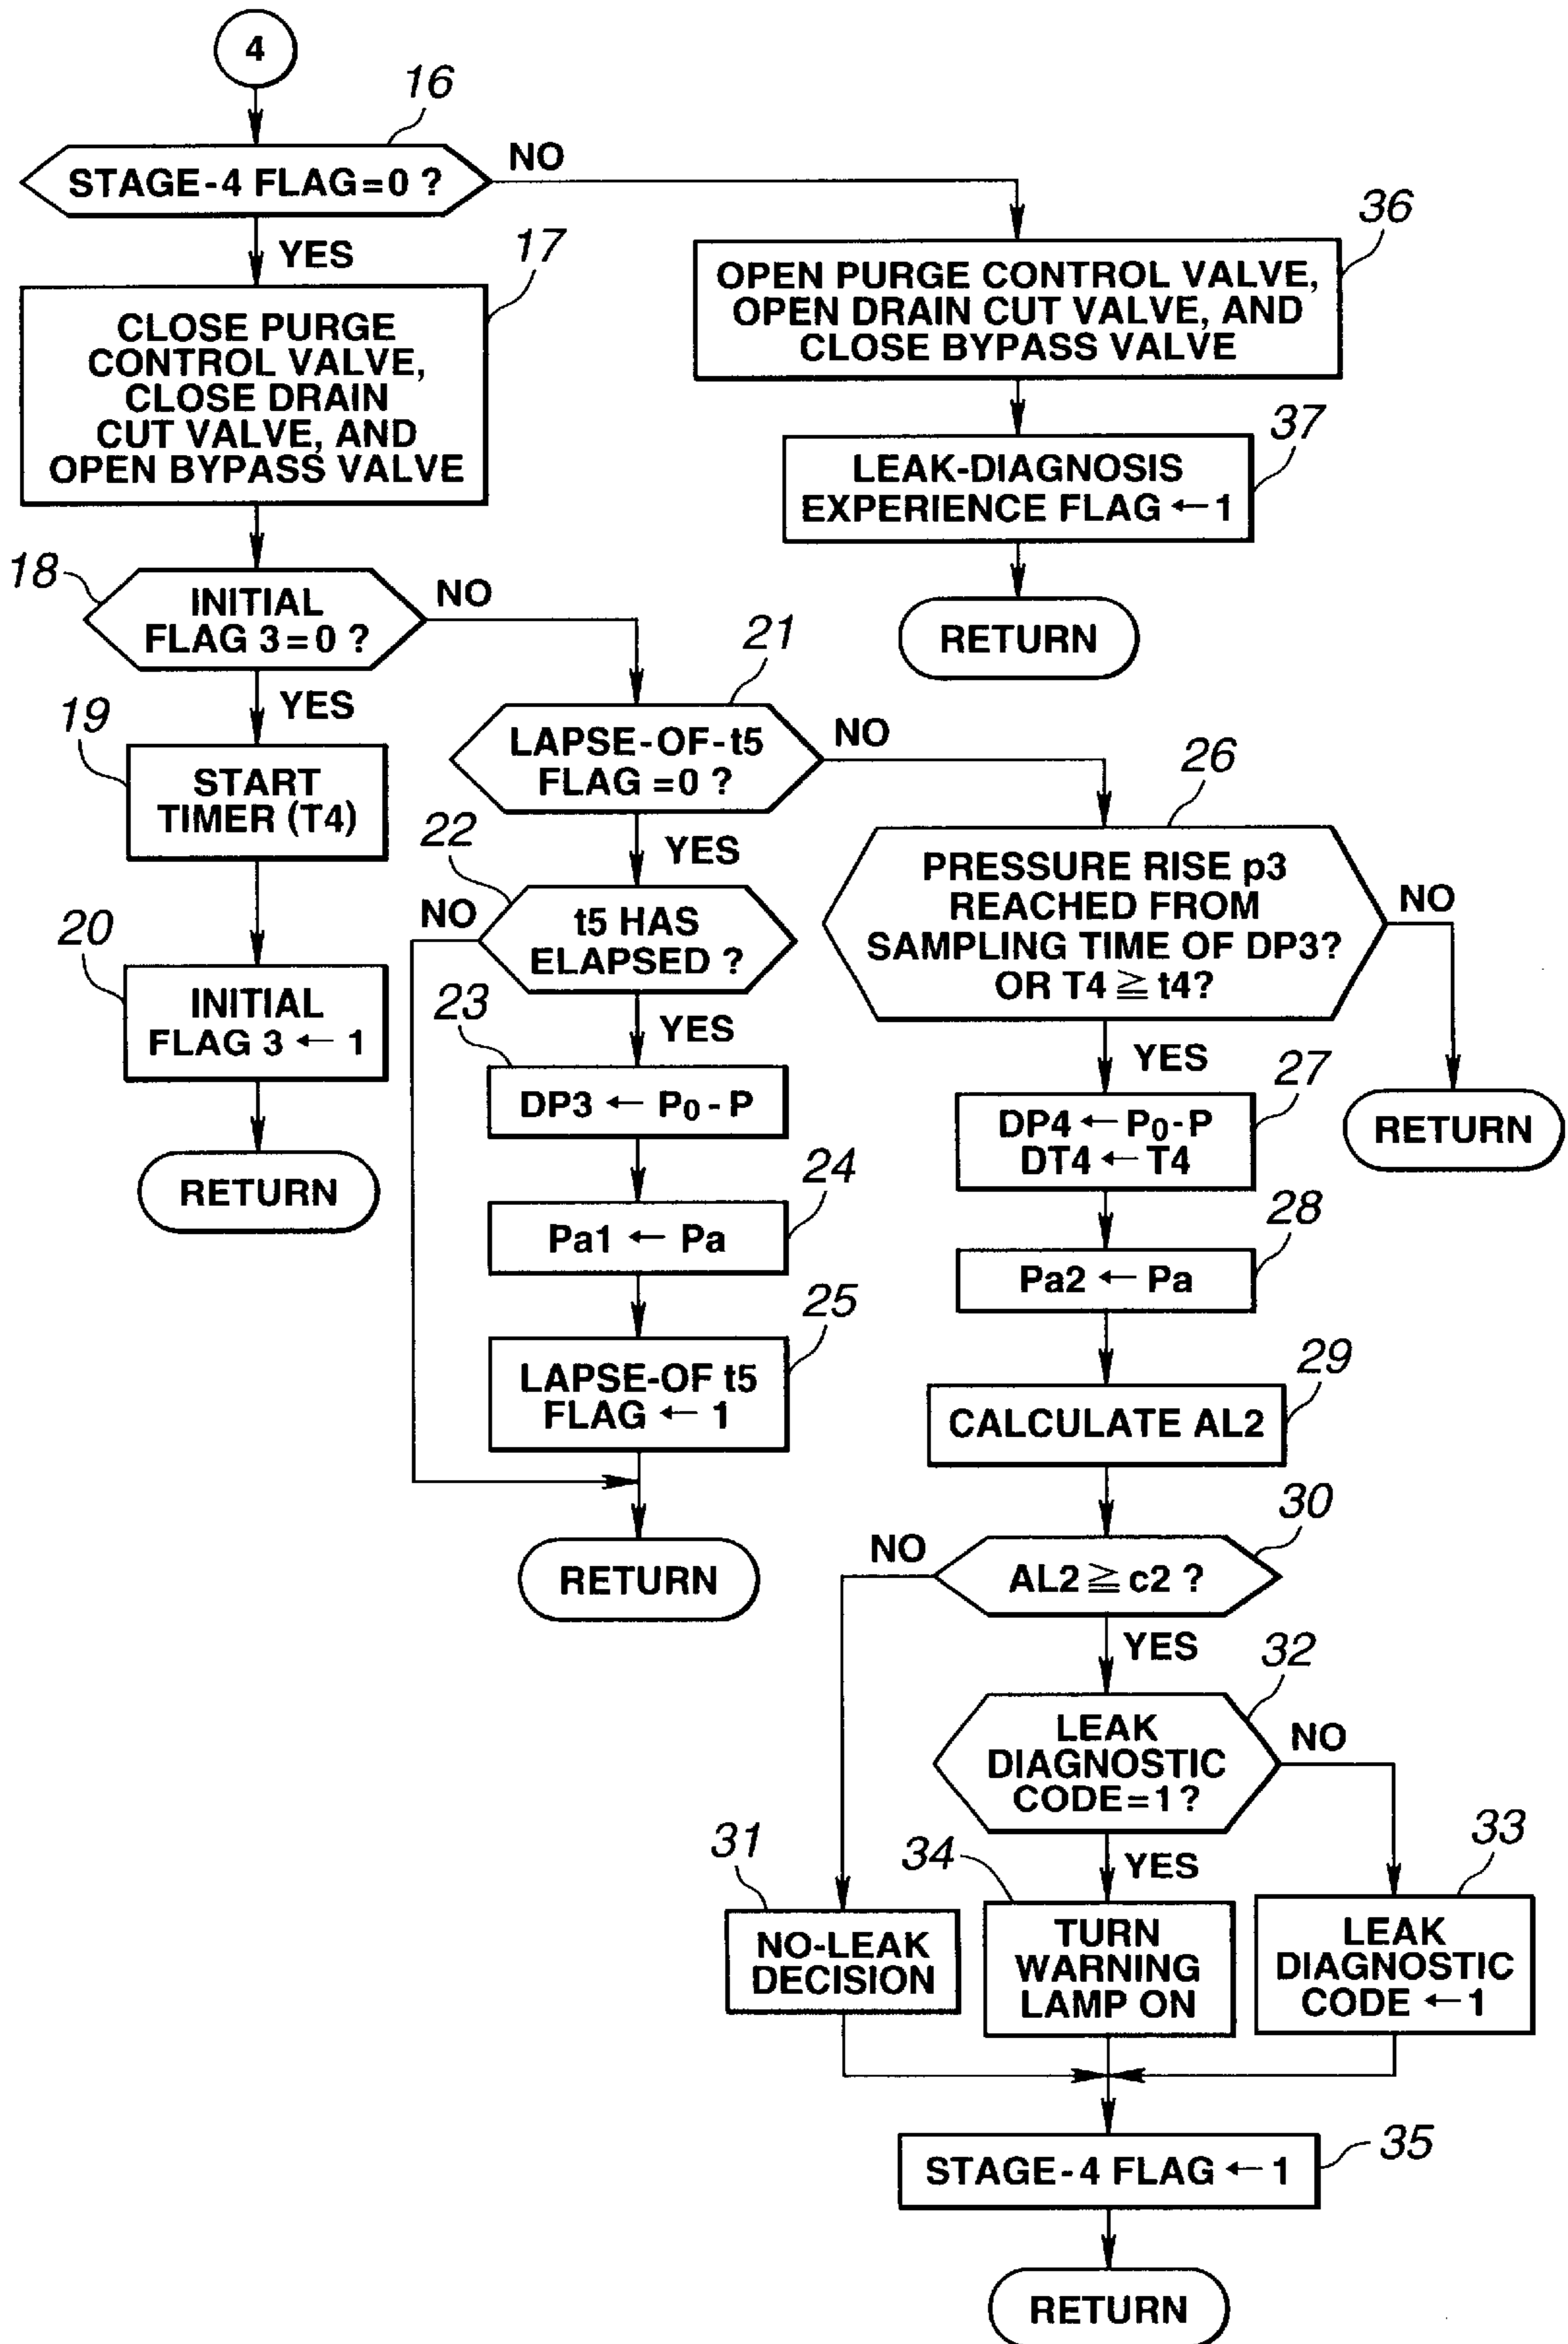 4
16
STAGE-4 FLAG=0 ?
NO
YES
17
CLOSE PURGE
CONTROL VALVE,
CLOSE DRAIN
CUT VALVE, AND
OPEN BYPASS VALVE
36
OPEN PURGE CONTROL VALVE,
OPEN DRAIN CUT VALVE, AND
CLOSE BYPASS VALVE
37
LEAK-DIAGNOSIS
EXPERIENCE FLAG ← 1
RETURN
18
INITIAL
FLAG 3=0 ?
NO
YES
19
START
TIMER (T4)
20
INITIAL
FLAG 3 ← 1
RETURN
21
LAPSE-OF-t5
FLAG =0 ?
NO
YES
22
t5 HAS
ELAPSED ?
NO
YES
23
DP3 ← P0 - P
24
Pa1 ← Pa
25
LAPSE-OF t5
FLAG ← 1
RETURN
26
PRESSURE RISE p3
REACHED FROM
SAMPLING TIME OF DP3?
OR T4 ≧ t4?
NO
RETURN
YES
27
DP4 ← P0 - P
DT4 ← T4
28
Pa2 ← Pa
29
CALCULATE AL2
30
AL2 ≧ c2 ?
NO
YES
32
LEAK
DIAGNOSTIC
CODE=1?
NO
YES
31
NO-LEAK
DECISION
34
TURN
WARNING
LAMP ON
33
LEAK
DIAGNOSTIC
CODE ← 1
35
STAGE-4 FLAG ← 1
RETURN